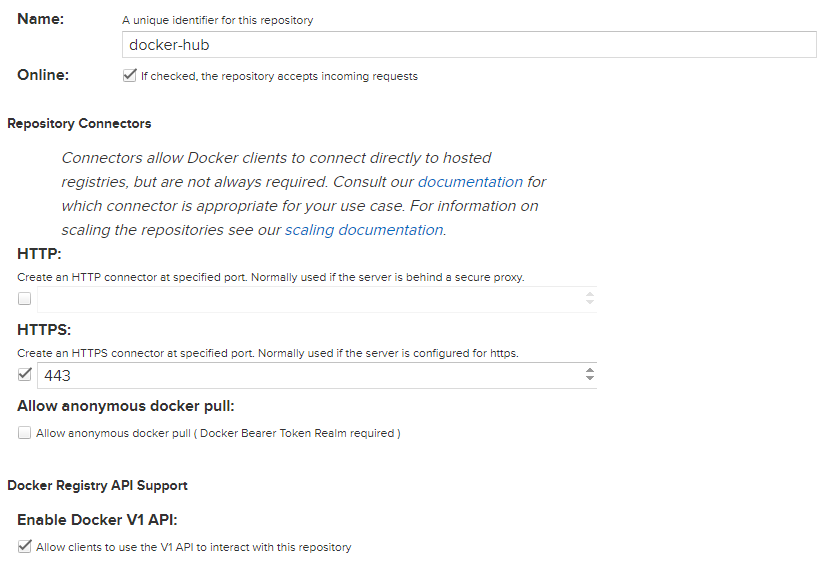 Name: A unique identifier for this repository
docker-hub
Online: If checked, the repository accepts incoming requests
Repository Connectors
Connectors allow Docker clients to connect directly to hosted
registries, but are not always required. Consult our documentation for
which connector is appropriate for your use case. For information on
scaling the repositories see our scaling documentation.
HTTP:
Create an HTTP connector at specified port. Normally used if the server is behind a secure proxy.
HTTPS:
Create an HTTPS connector at specified port. Normally used if the server is configured for https.
443
Allow anonymous docker pull:
Allow anonymous docker pull ( Docker Bearer Token Realm required )
Docker Registry API Support
Enable Docker V1 API:
Allow clients to use the V1 API to interact with this repository